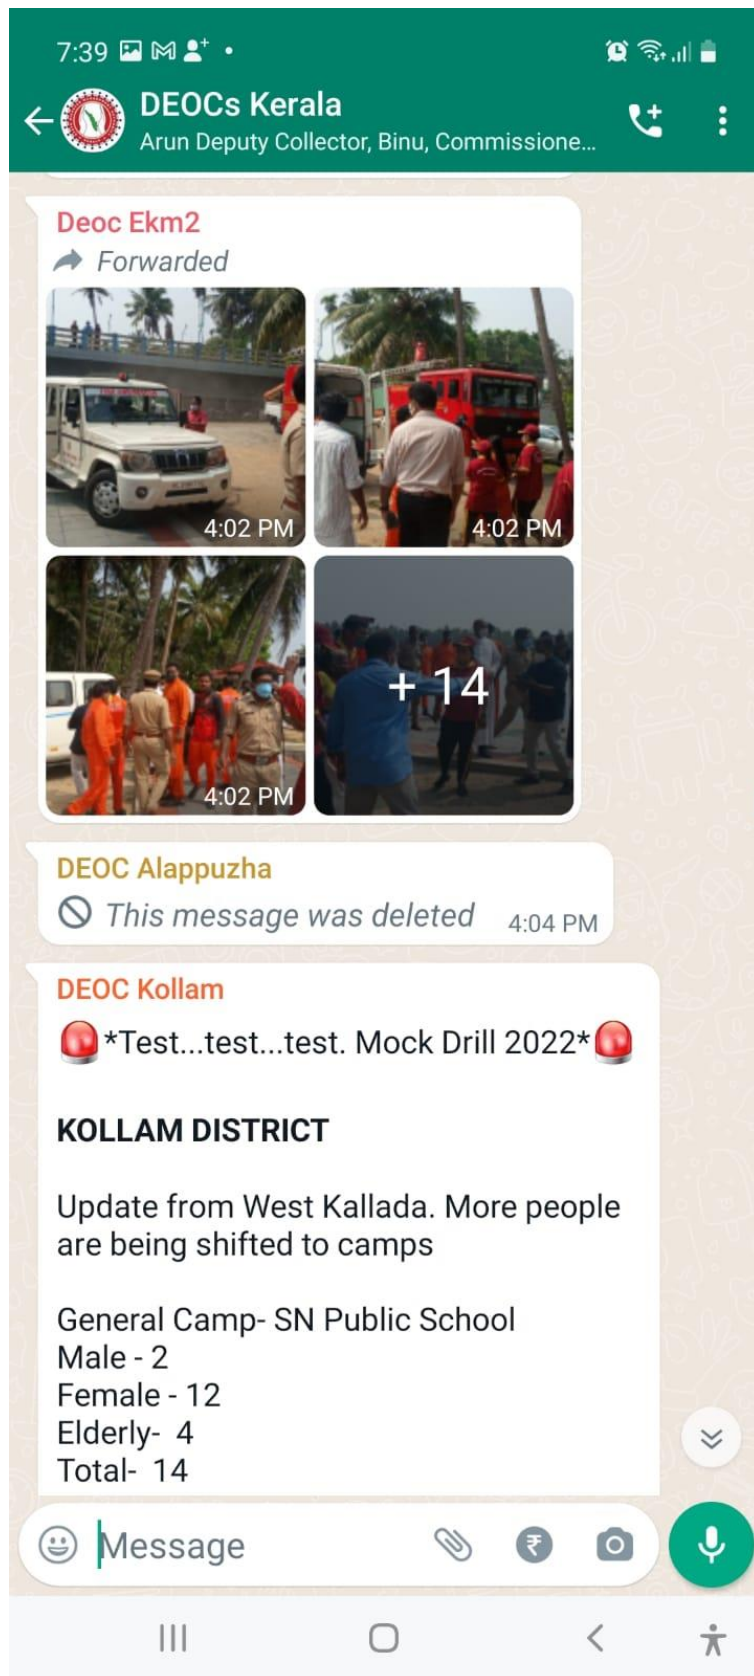 7:39
DEOCs Kerala
Arun Deputy Collector, Binu, Commissione...
Deoc Ekm2
Forwarded
4:02 PM
4:02 PM
4:02 PM
+ 14
DEOC Alappuzha
This message was deleted 4:04 PM
DEOC Kollam
*Test...test...test. Mock Drill 2022*
KOLLAM DISTRICT
Update from West Kallada. More people
are being shifted to camps
General Camp- SN Public School
Male - 2
Female - 12
Elderly- 4
Total- 14
Message